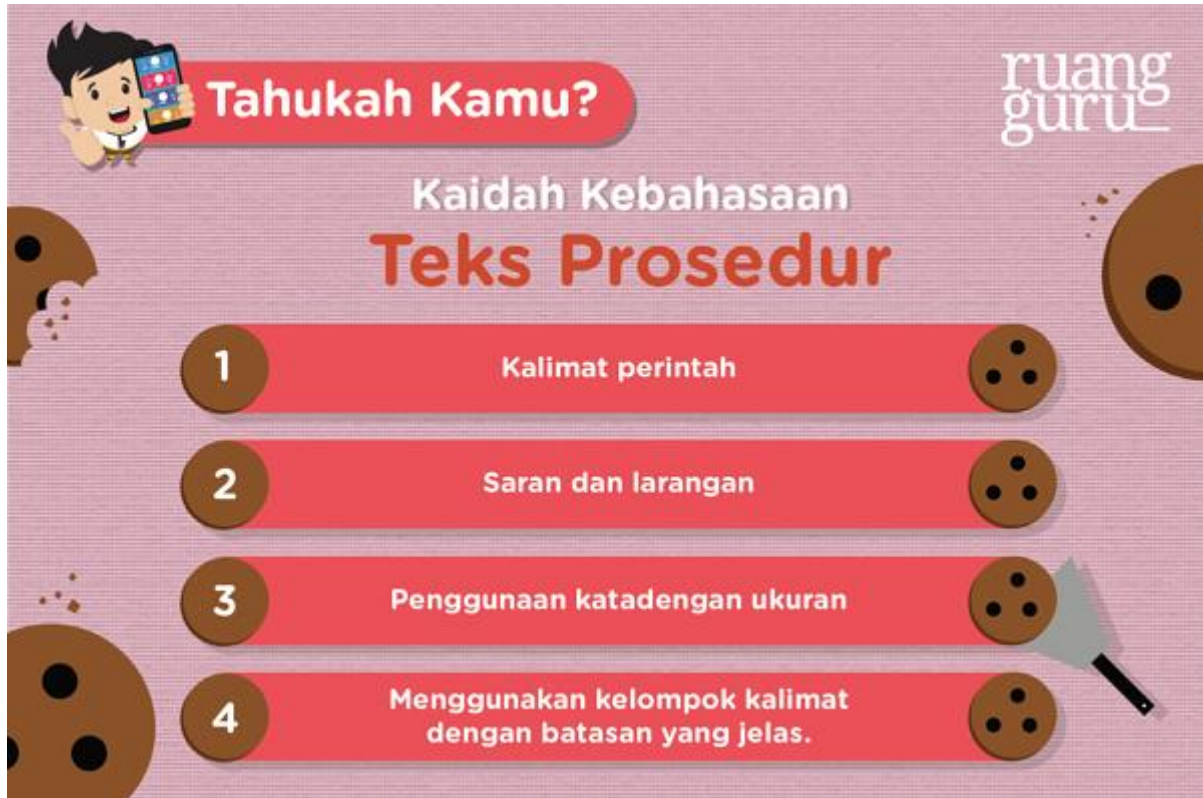 Tahukah Kamu?
ruang
guru
Kaidah Kebahasaan
Teks Prosedur
1
Kalimat perintah
2
Saran dan larangan
3
Penggunaan katadengan ukuran
4
Menggunakan kelompok kalimat
dengan batasan yang jelas.